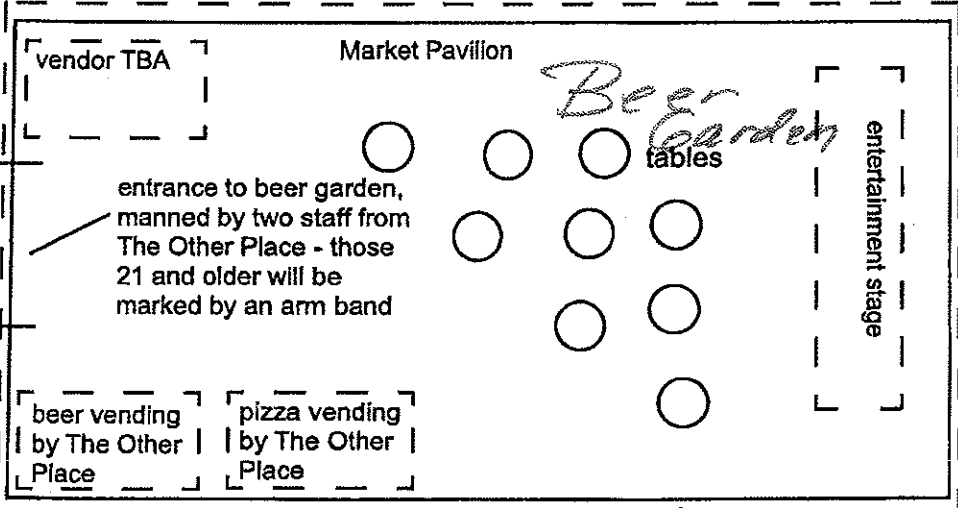 vendor TBA
Market Pavilion
Beer
Garden
tables
entrance to beer garden,
manned by two staff from
The Other Place - those
21 and older will be
marked by an arm band
entertainment stage
beer vending
by The Other
Place
pizza vending
by The Other
Place